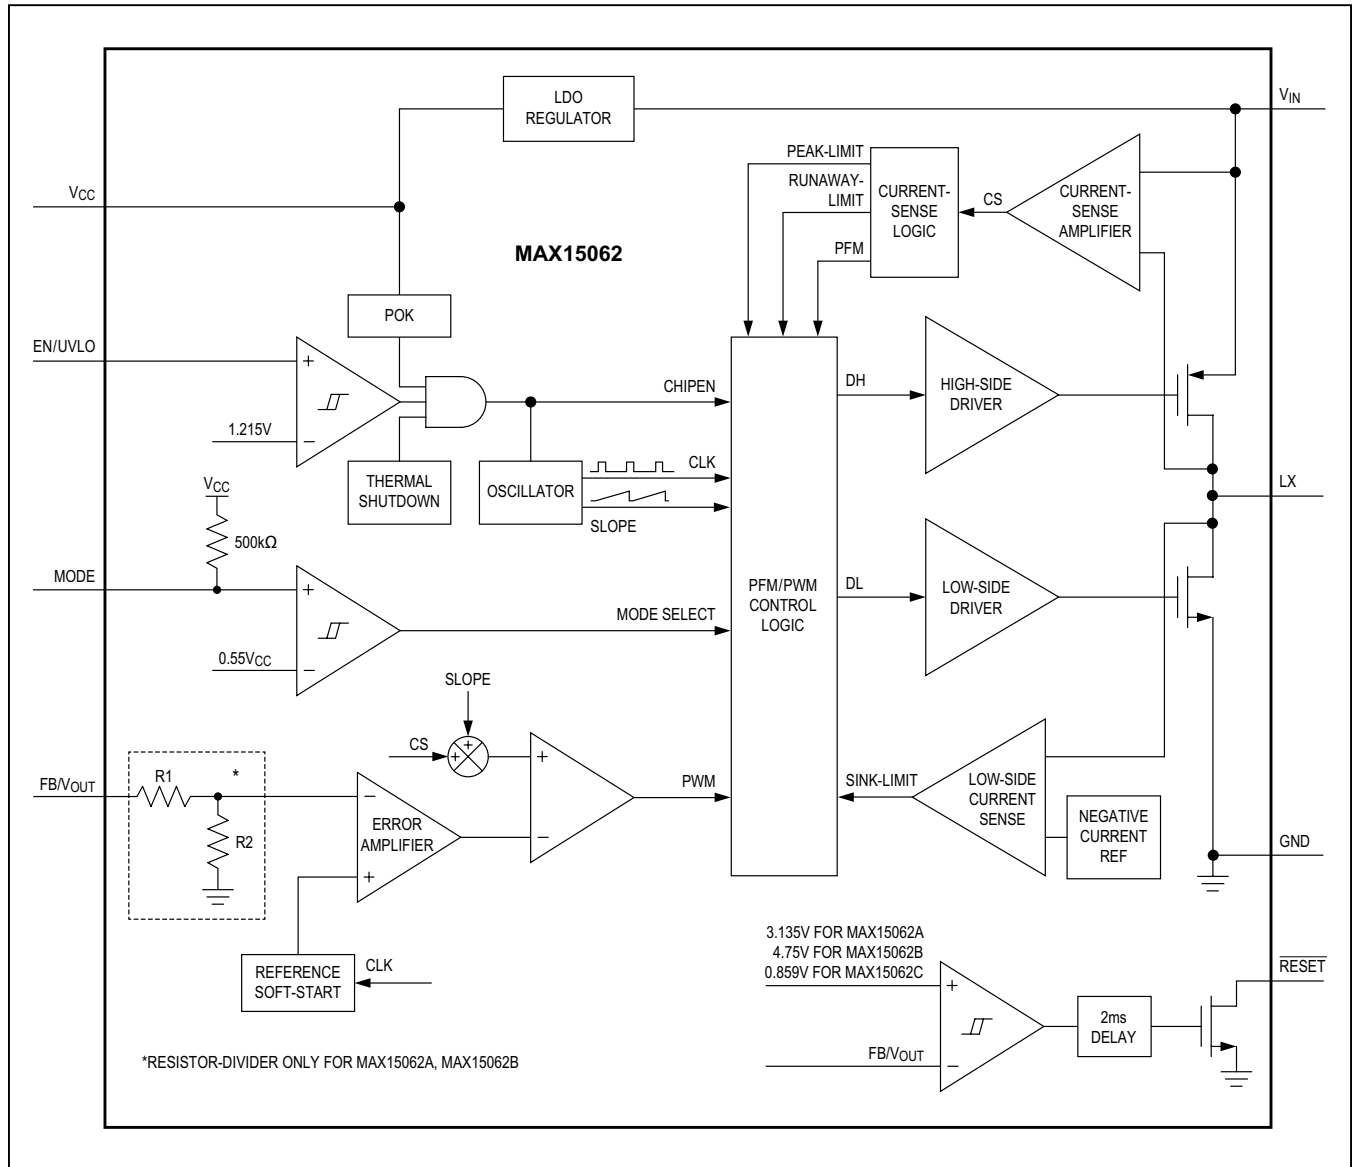 LDO
REGULATOR
VIN
PEAK-LIMIT
RUNAWAY-
LIMIT
PFM
CURRENT-
SENSE
LOGIC
CS
CURRENT-
SENSE
AMPLIFIER
VCC
MAX15062
POK
EN/UVLO
+
1.215V
−
THERMAL
SHUTDOWN
CHIPEN
OSCILLATOR
CLK
SLOPE
DH
HIGH-SIDE
DRIVER
LX
VCC
500kΩ
MODE
+
0.55VCC
−
MODE SELECT
PFM/PWM
CONTROL
LOGIC
DL
LOW-SIDE
DRIVER
SLOPE
CS
+
+
+
−
PWM
FB/VOUT
R1
*
R2
−
ERROR
AMPLIFIER
+
SINK-LIMIT
LOW-SIDE
CURRENT
SENSE
NEGATIVE
CURRENT
REF
GND
REFERENCE
SOFT-START
CLK
3.135V FOR MAX15062A
4.75V FOR MAX15062B
0.859V FOR MAX15062C
+
FB/VOUT
−
2ms
DELAY
RESET
*RESISTOR-DIVIDER ONLY FOR MAX15062A, MAX15062B